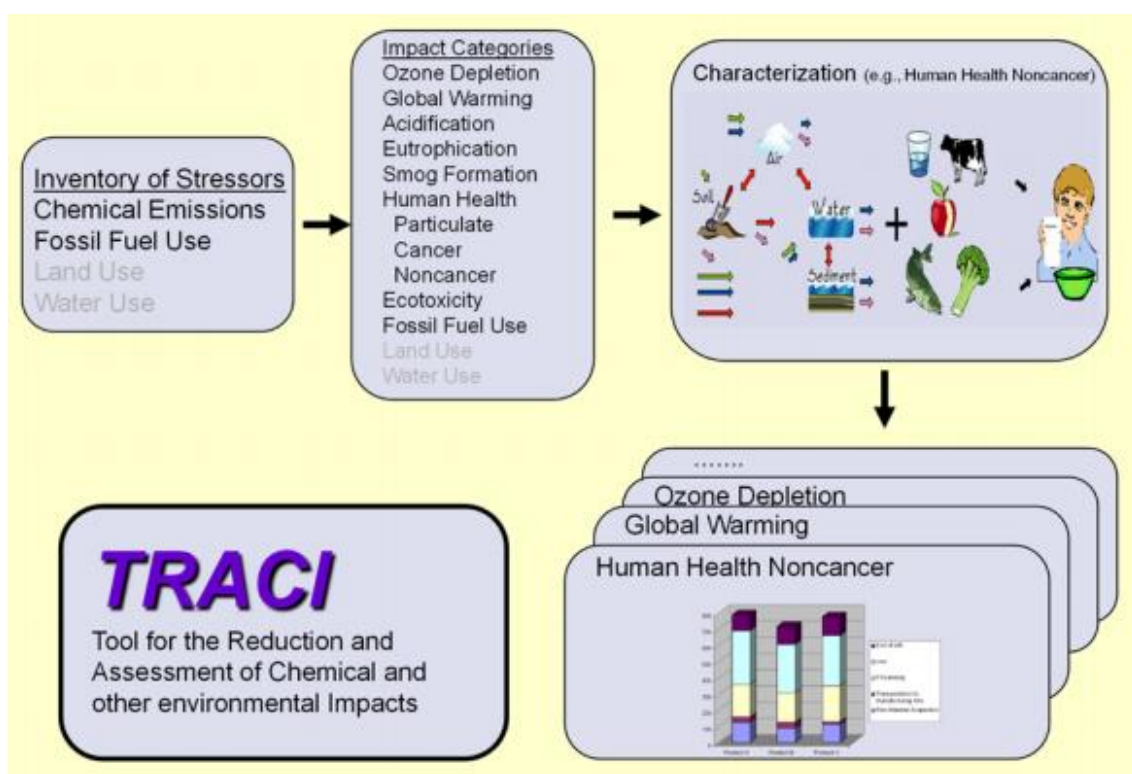 Inventory of Stressors
Chemical Emissions
Fossil Fuel Use
Land Use
Water Use
Impact Categories
Ozone Depletion
Global Warming
Acidification
Eutrophication
Smog Formation
Human Health
Particulate
Cancer
Noncancer
Ecotoxicity
Fossil Fuel Use
Land Use
Water Use
Characterization (e.g., Human Health Noncancer)
Air
Soil
Water
Sediment
+
.......
Ozone Depletion
Global Warming
Human Health Noncancer
TRACI
Tool for the Reduction and
Assessment of Chemical and
other environmental Impacts